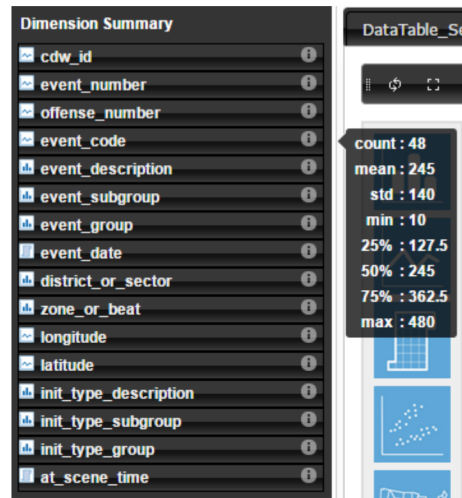 Dimension Summary
cdw_id
event_number
offense_number
event_code
event_description
event_subgroup
event_group
event_date
district_or_sector
zone_or_beat
longitude
latitude
init_type_description
init_type_subgroup
init_type_group
at_scene_time
DataTable_Se
count : 48
mean : 245
std : 140
min : 10
25% : 127.5
50% : 245
75% : 362.5
max : 480